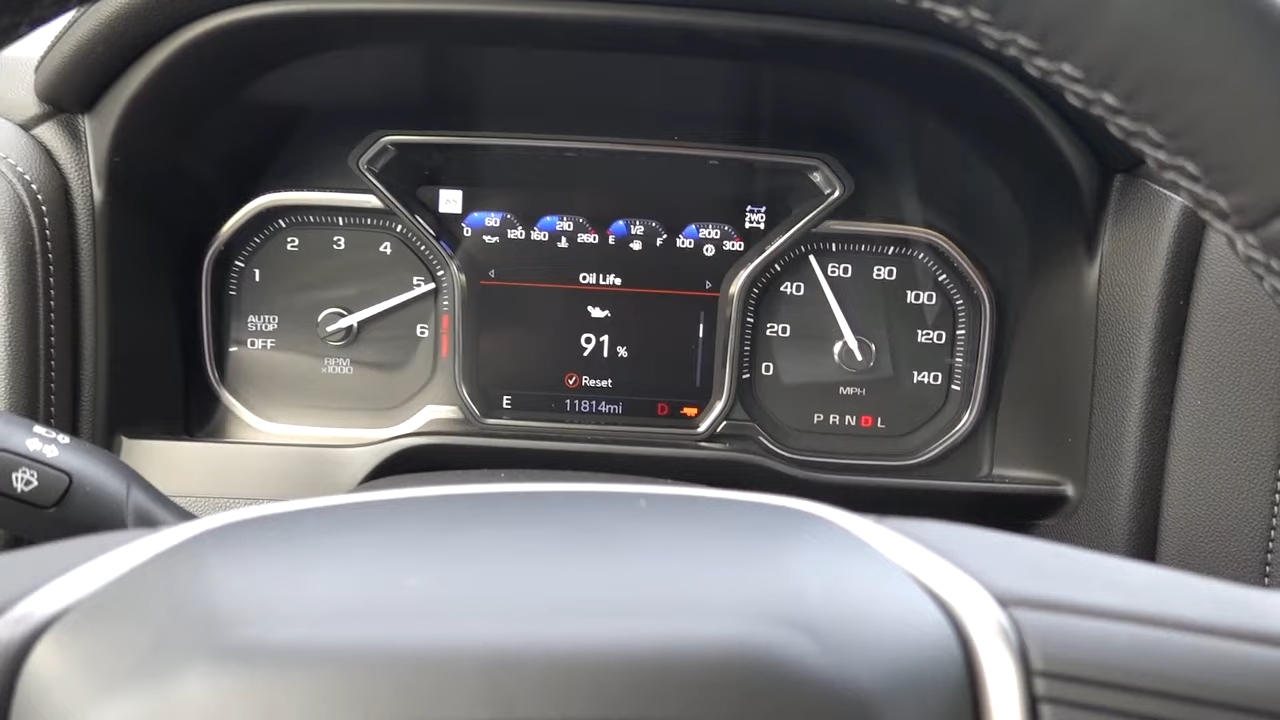 1 2 3 4 5 6
AUTO
STOP
OFF
RPM
x1000
0 60 120
160 210 260
E 1/2 F
100 200 300
2WD
Oil Life
91 %
Reset
E 11814mi D
0 20 40 60 80 100 120 140
MPH
P R N D L